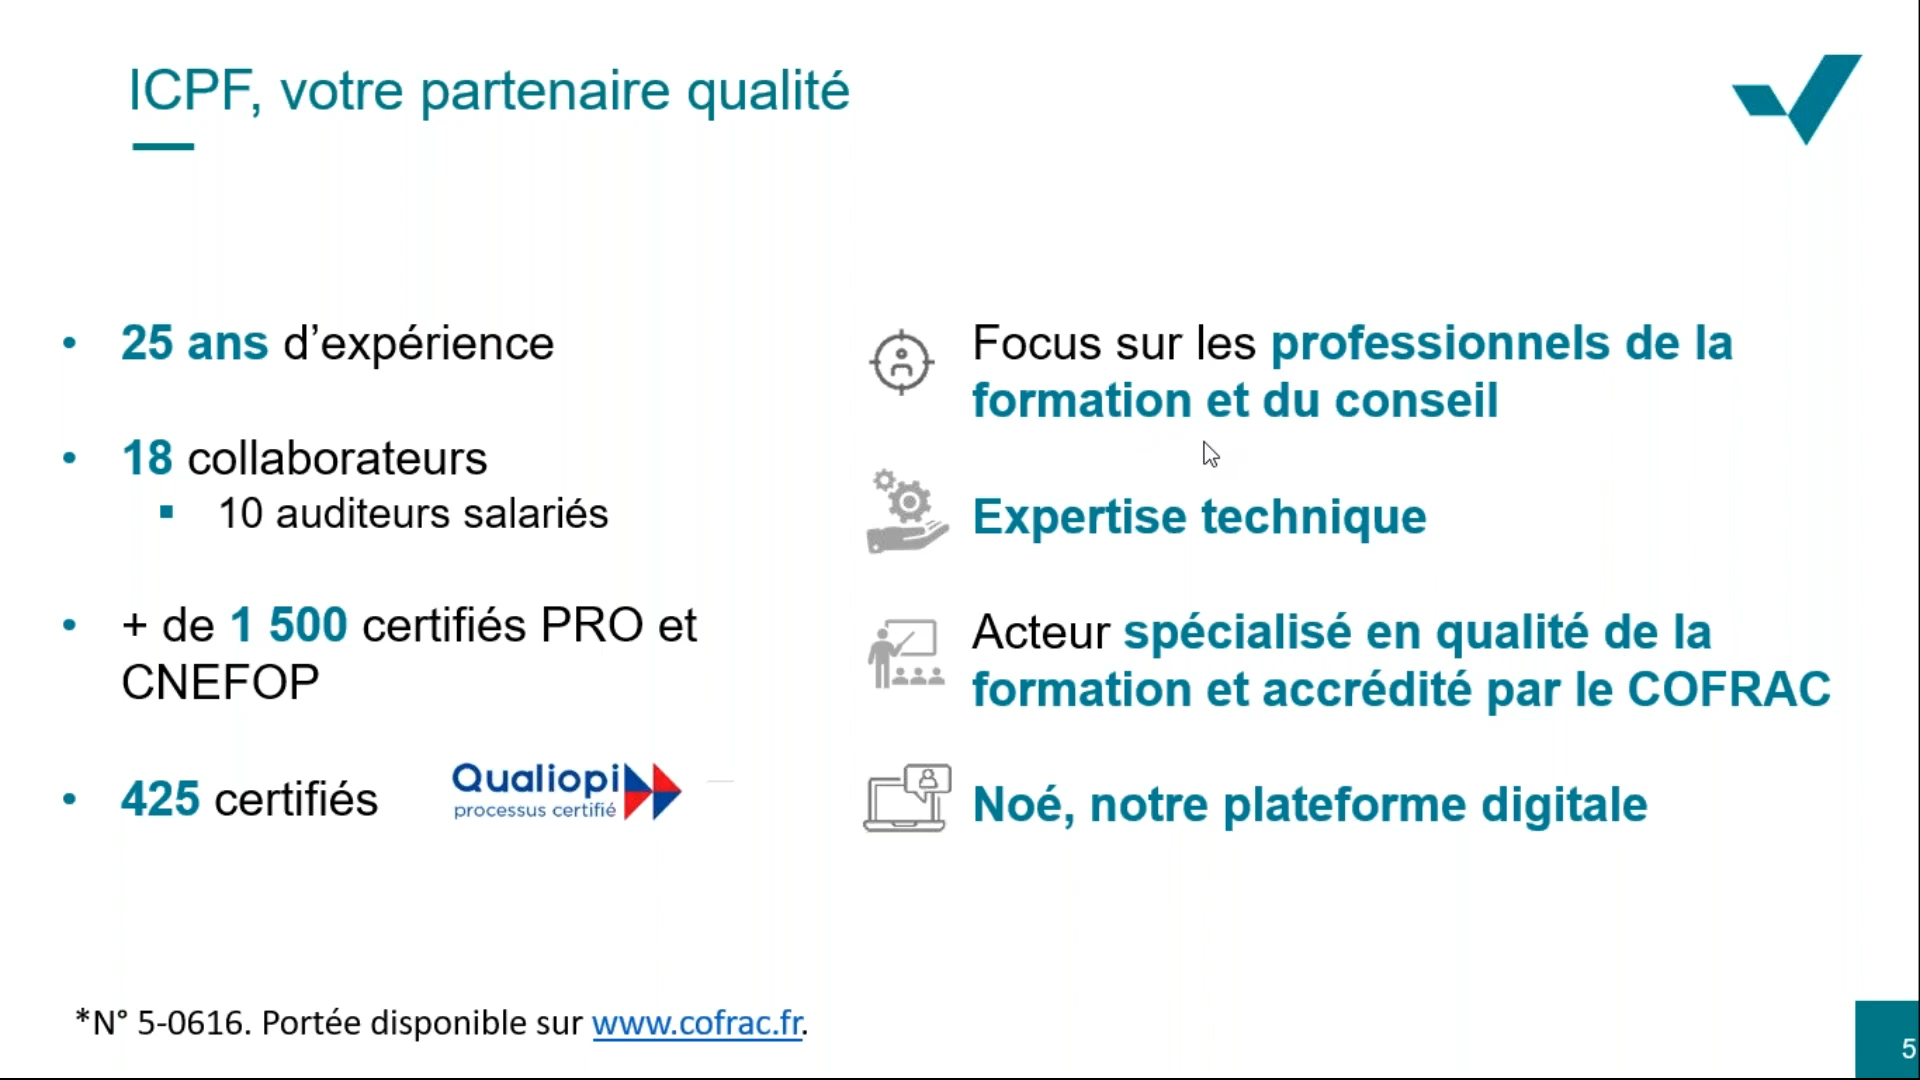 ICPF, votre partenaire qualité
• 25 ans d’expérience
• 18 collaborateurs
▪ 10 auditeurs salariés
• + de 1 500 certifiés PRO et
CNEFOP
• 425 certifiés
Qualiopi
processus certifié
Focus sur les professionnels de la
formation et du conseil
Expertise technique
Acteur spécialisé en qualité de la
formation et accrédité par le COFRAC
Noé, notre plateforme digitale
*N° 5-0616. Portée disponible sur www.cofrac.fr.
5